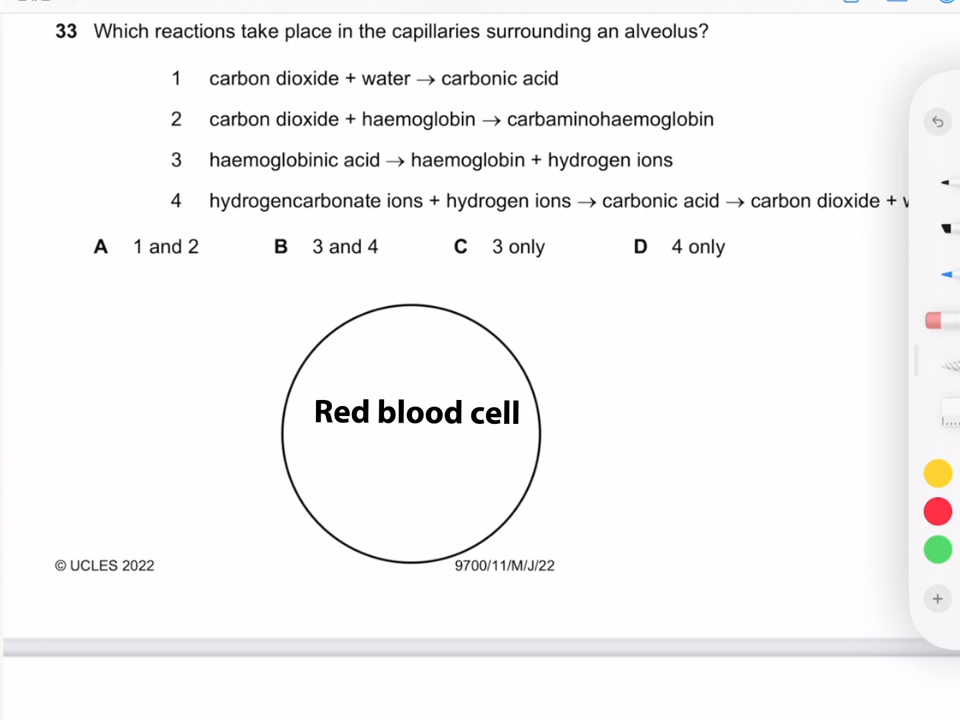 33 Which reactions take place in the capillaries surrounding an alveolus?
1 carbon dioxide + water → carbonic acid
2 carbon dioxide + haemoglobin → carbaminohaemoglobin
3 haemoglobinic acid → haemoglobin + hydrogen ions
4 hydrogencarbonate ions + hydrogen ions → carbonic acid → carbon dioxide +
A 1 and 2 B 3 and 4 C 3 only D 4 only
Red blood cell
© UCLES 2022 9700/11/M/J/22